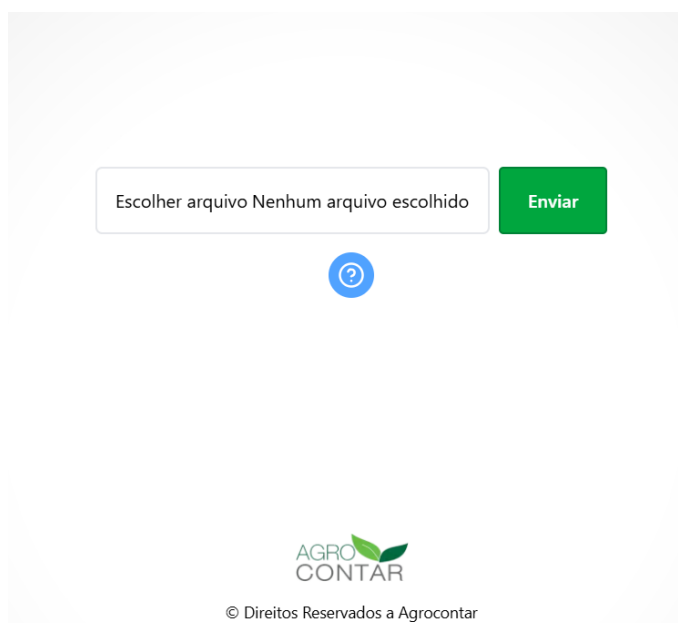 Escolher arquivo Nenhum arquivo escolhido
Enviar
?
AGRO
CONTAR
© Direitos Reservados a Agrocontar